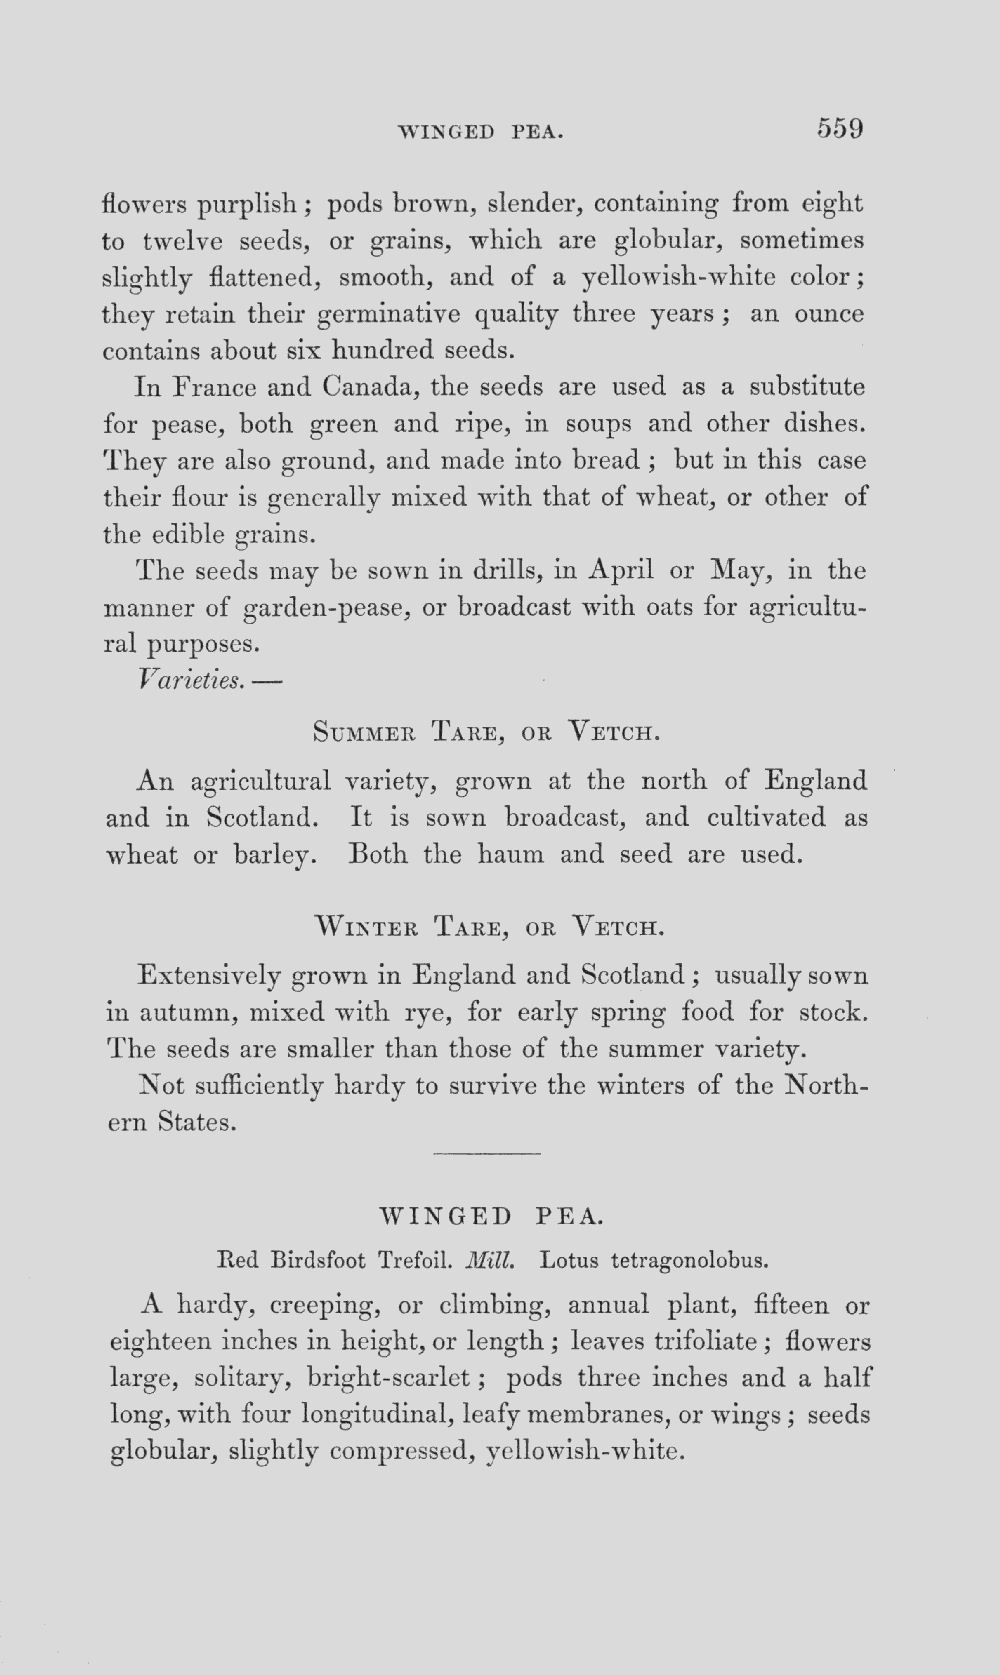 WINGED PEA. 559
flowers purplish; pods brown, slender, containing from eight
to twelve seeds, or grains, which are globular, sometimes
slightly flattened, smooth, and of a yellowish-white color;
they retain their germinative quality three years; an ounce
contains about six hundred seeds.
In France and Canada, the seeds are used as a substitute
for pease, both green and ripe, in soups and other dishes.
They are also ground, and made into bread; but in this case
their flour is generally mixed with that of wheat, or other of
the edible grains.
The seeds may be sown in drills, in April or May, in the
manner of garden-pease, or broadcast with oats for agricultu-
ral purposes.
Varieties. —
SUMMER TARE, OR VETCH.
An agricultural variety, grown at the north of England
and in Scotland. It is sown broadcast, and cultivated as
wheat or barley. Both the haum and seed are used.
WINTER TARE, OR VETCH.
Extensively grown in England and Scotland; usually sown
in autumn, mixed with rye, for early spring food for stock.
The seeds are smaller than those of the summer variety.
Not sufficiently hardy to survive the winters of the North-
ern States.
WINGED PEA.
Red Birdsfoot Trefoil. Mill. Lotus tetragonolobus.
A hardy, creeping, or climbing, annual plant, fifteen or
eighteen inches in height, or length; leaves trifoliate; flowers
large, solitary, bright-scarlet; pods three inches and a half
long, with four longitudinal, leafy membranes, or wings; seeds
globular, slightly compressed, yellowish-white.